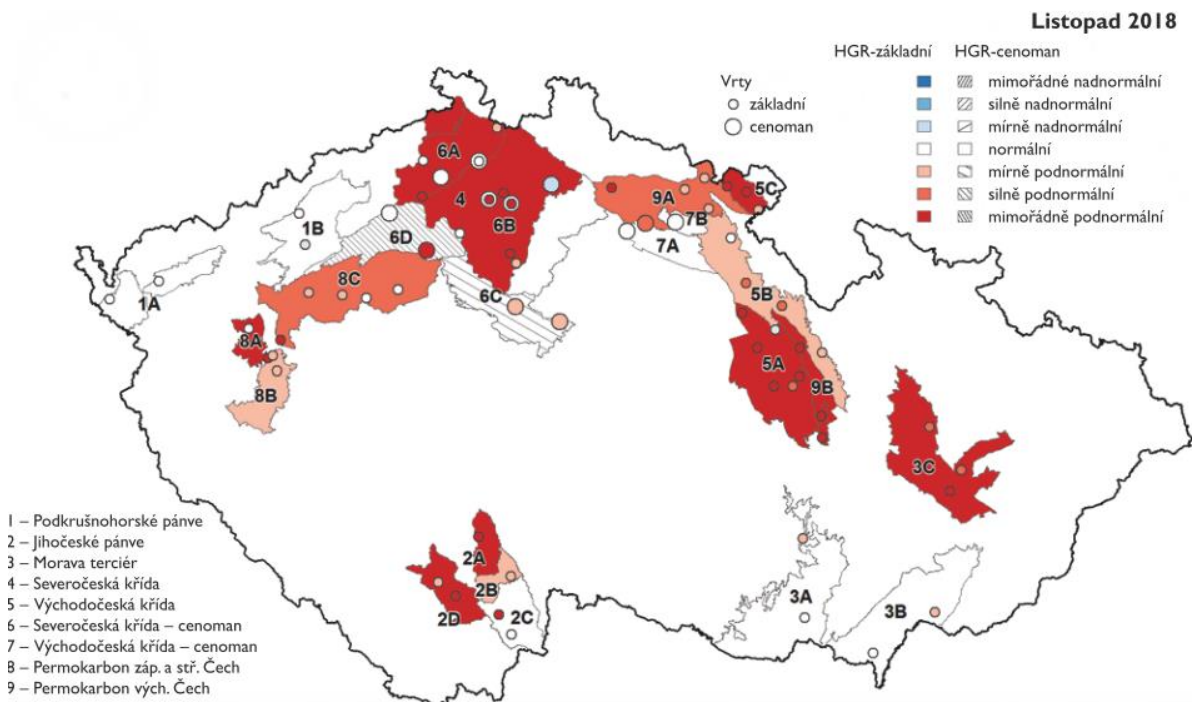 Listopad 2018
HGR-základní HGR-cenoman
Vrty
základní
cenoman
mimořádné nadnormální
silně nadnormální
mírně nadnormální
normální
mírně podnormální
silně podnormální
mimořádně podnormální
6A
5C
9A
4
1B
7B
6B
6D
7A
8C
1A
6C
5B
8A
5A
8B
9B
3C
2A
2B
3A
2D
2C
3B
1 – Podkrušnohorské pánve
2 – Jihočeské pánve
3 – Morava terciér
4 – Severočeská křída
5 – Východočeská křída
6 – Severočeská křída – cenoman
7 – Východočeská křída – cenoman
8 – Permokarbon záp. a stř. Čech
9 – Permokarbon vých. Čech